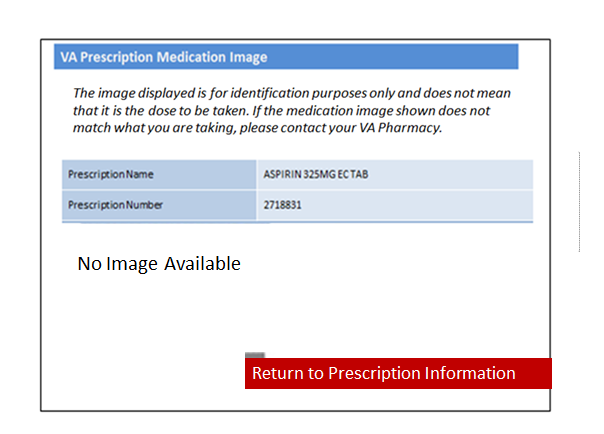 VA Prescription Medication Image
The image displayed is for identification purposes only and does not mean
that it is the dose to be taken. If the medication image shown does not
match what you are taking, please contact your VA Pharmacy.
Prescription Name ASPIRIN 325MG EC TAB
Prescription Number 2718831
No Image Available
Return to Prescription Information